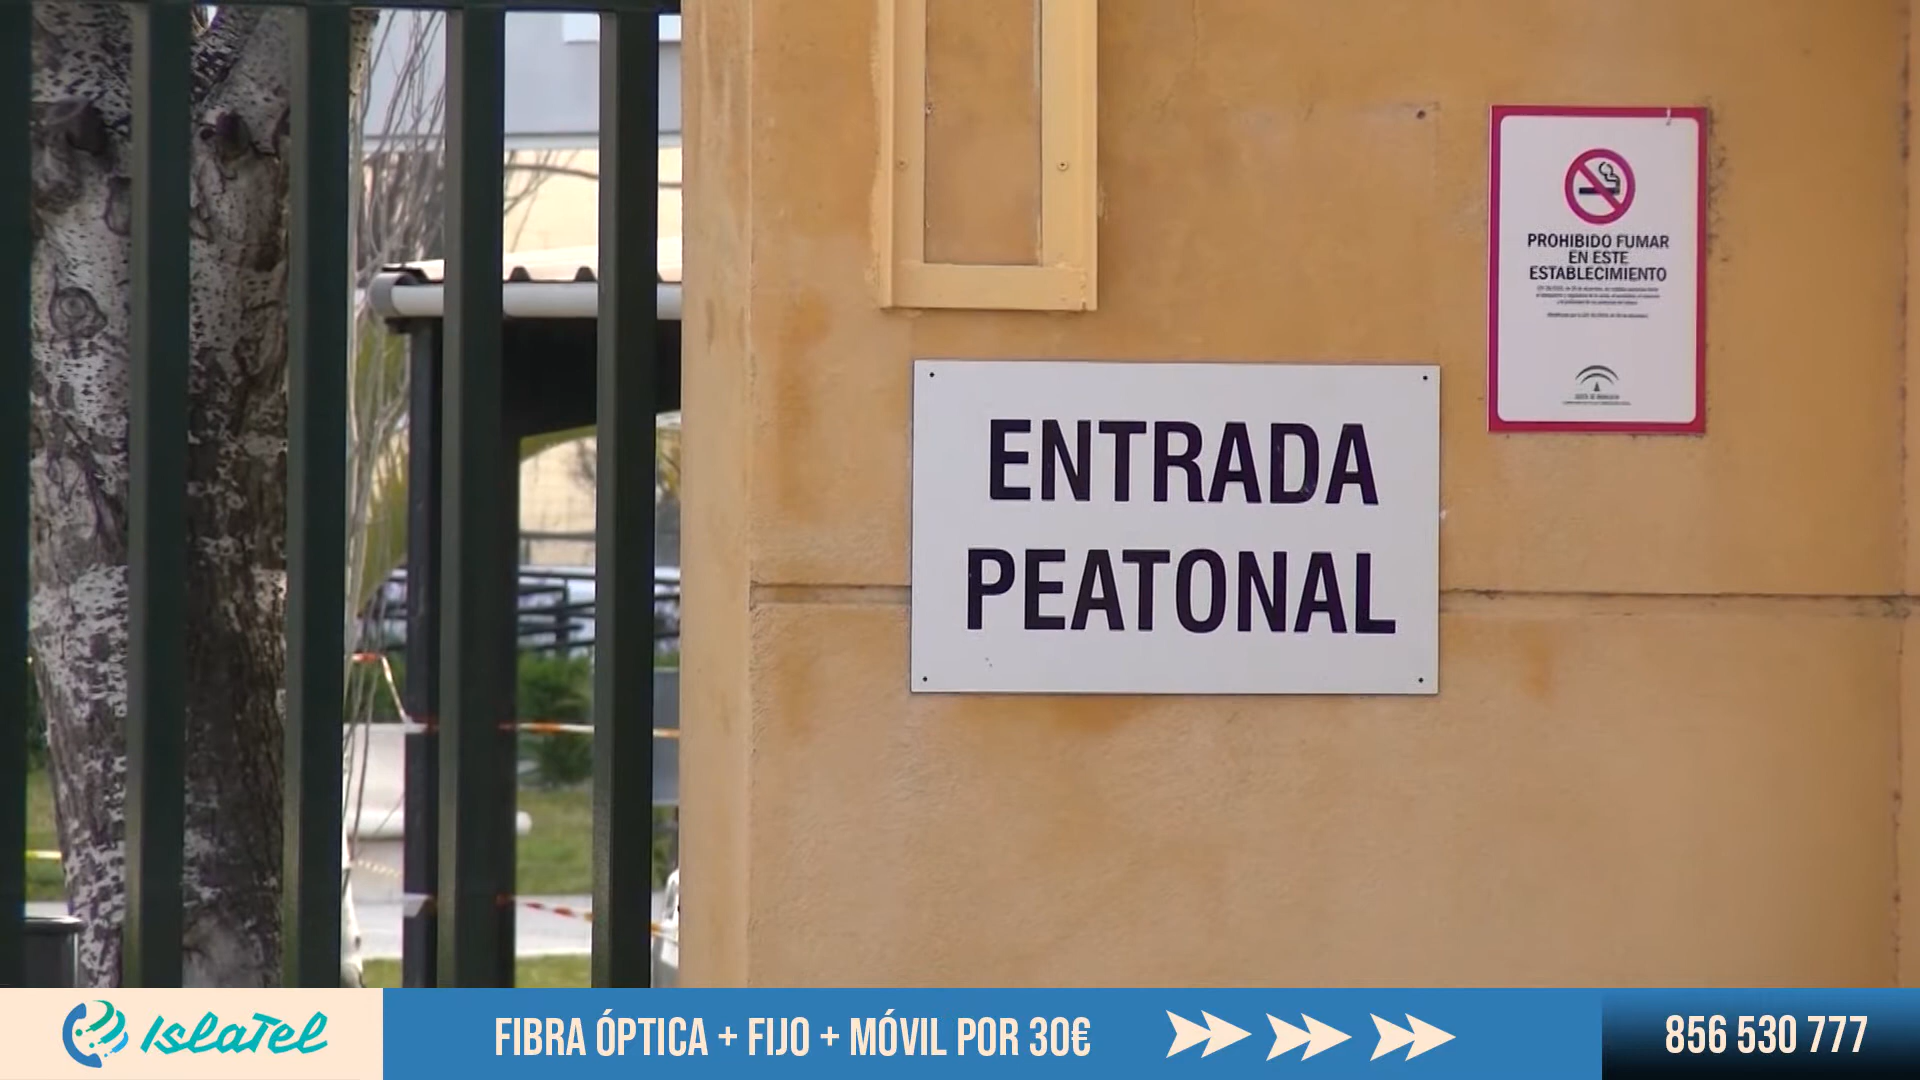 PROHIBIDO FUMAR
EN ESTE
ESTABLECIMIENTO
ENTRADA
PEATONAL
IslaTel
FIBRA ÓPTICA + FIJO + MÓVIL POR 30€
856 530 777